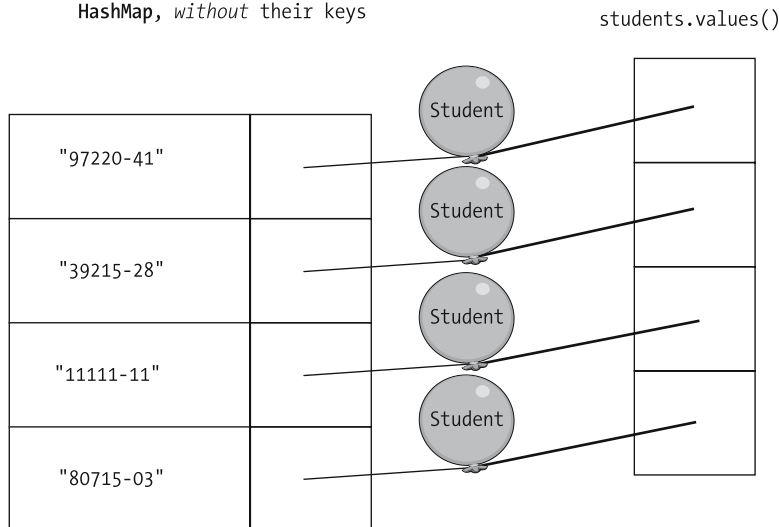 HashMap, without their keys
students.values()
Student
"97220-41"
Student
"39215-28"
Student
"11111-11"
Student
"80715-03"